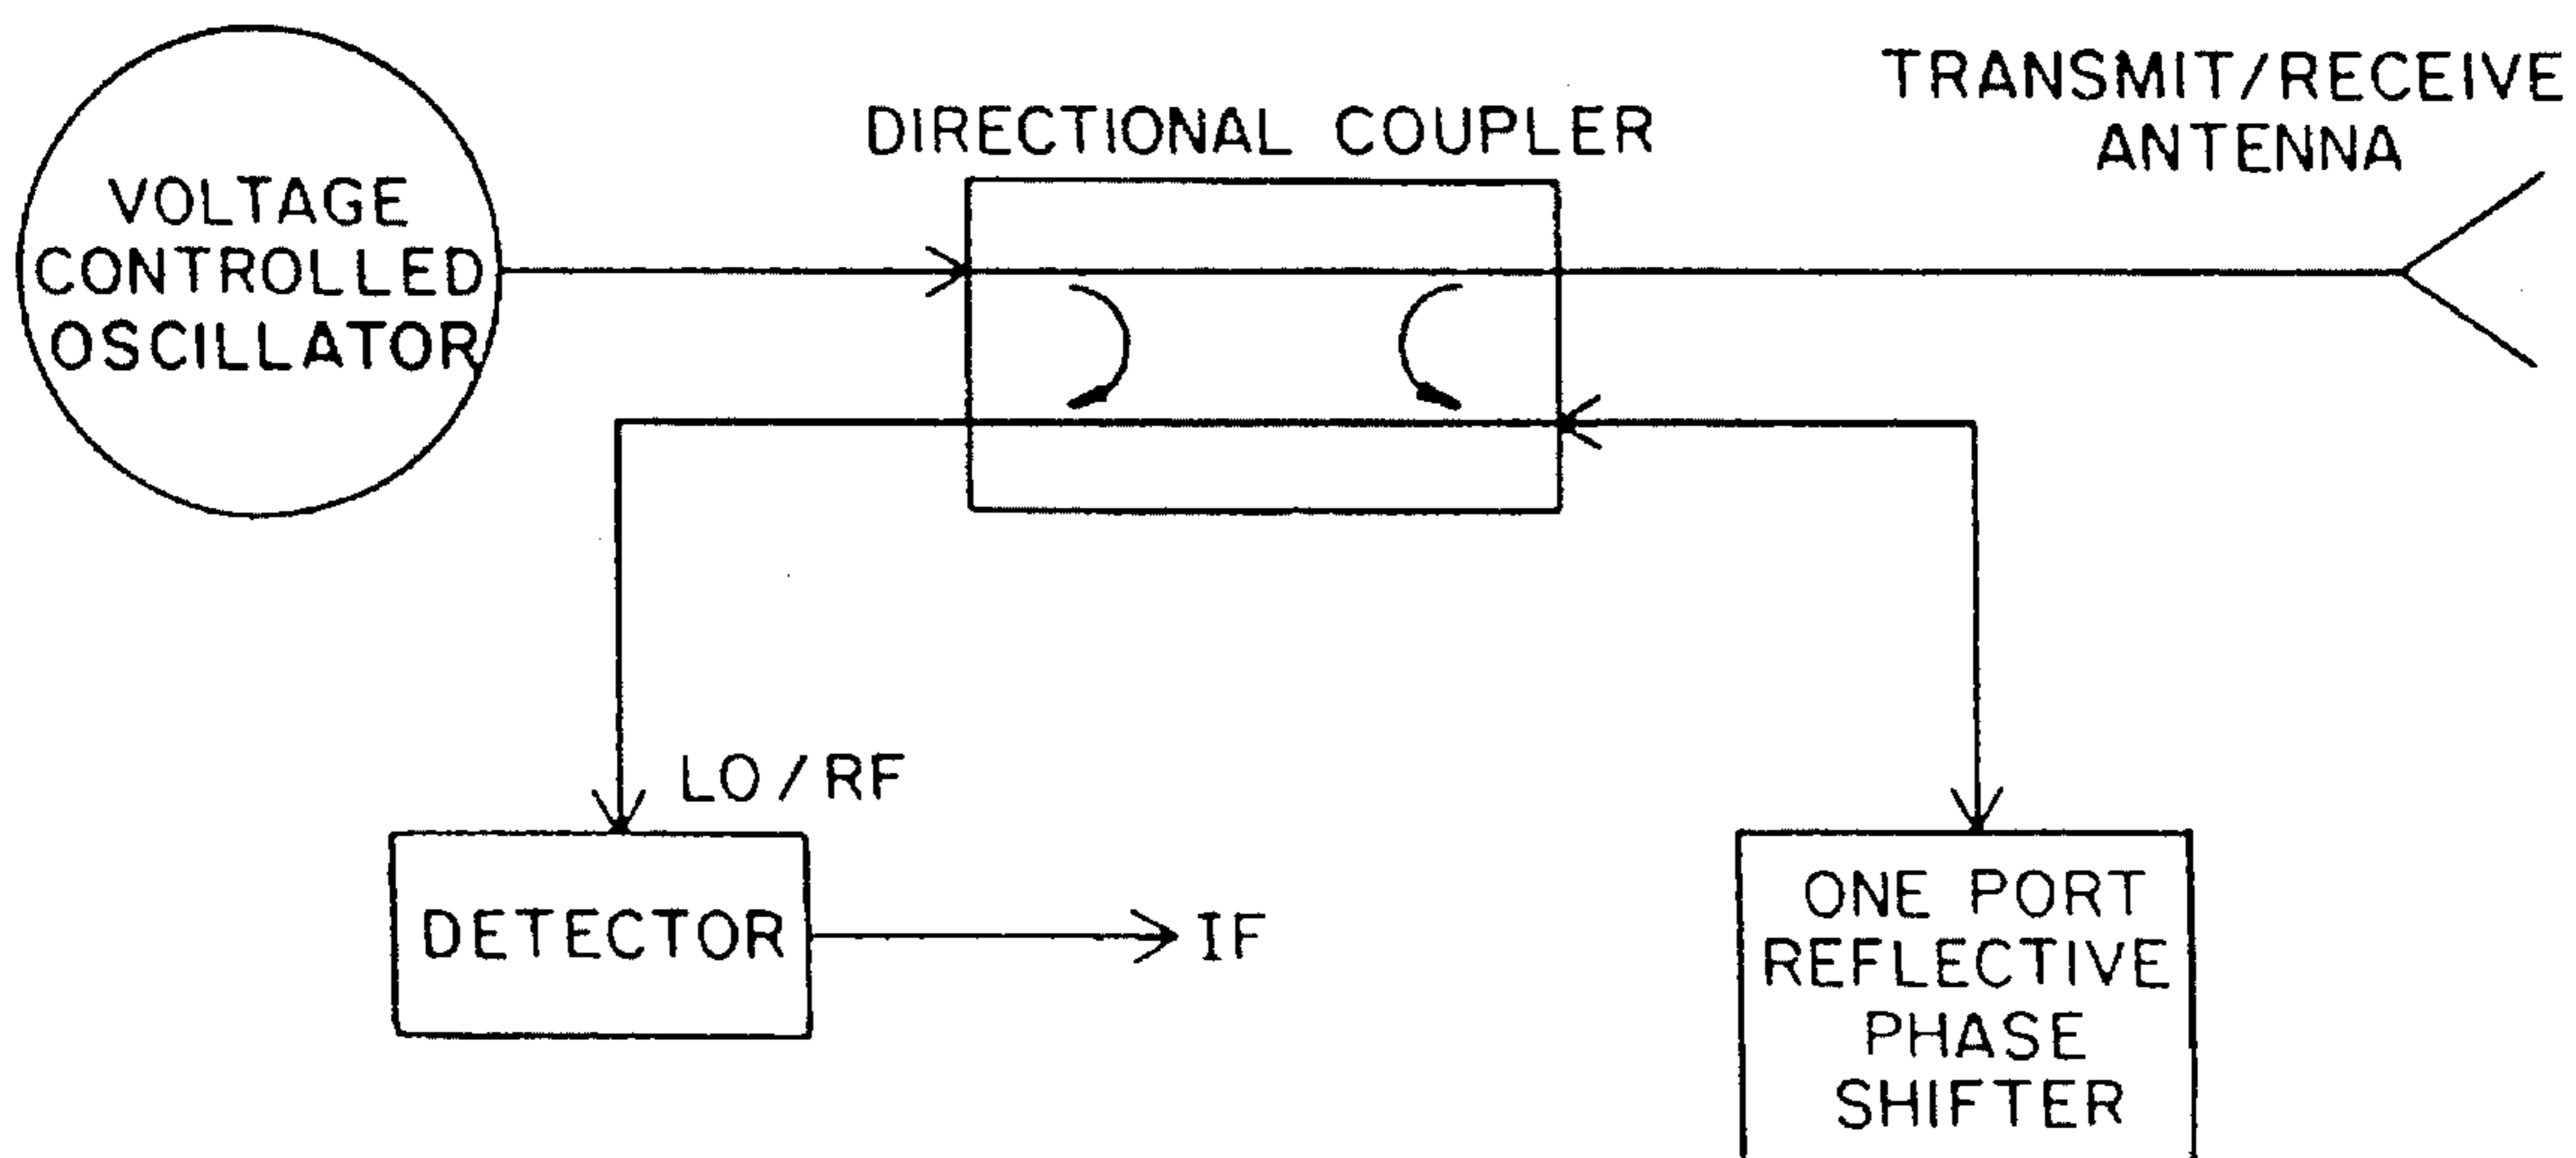 VOLTAGE
CONTROLLED
OSCILLATOR
DIRECTIONAL COUPLER
TRANSMIT/RECEIVE
ANTENNA
LO/RF
DETECTOR
IF
ONE PORT
REFLECTIVE
PHASE
SHIFTER